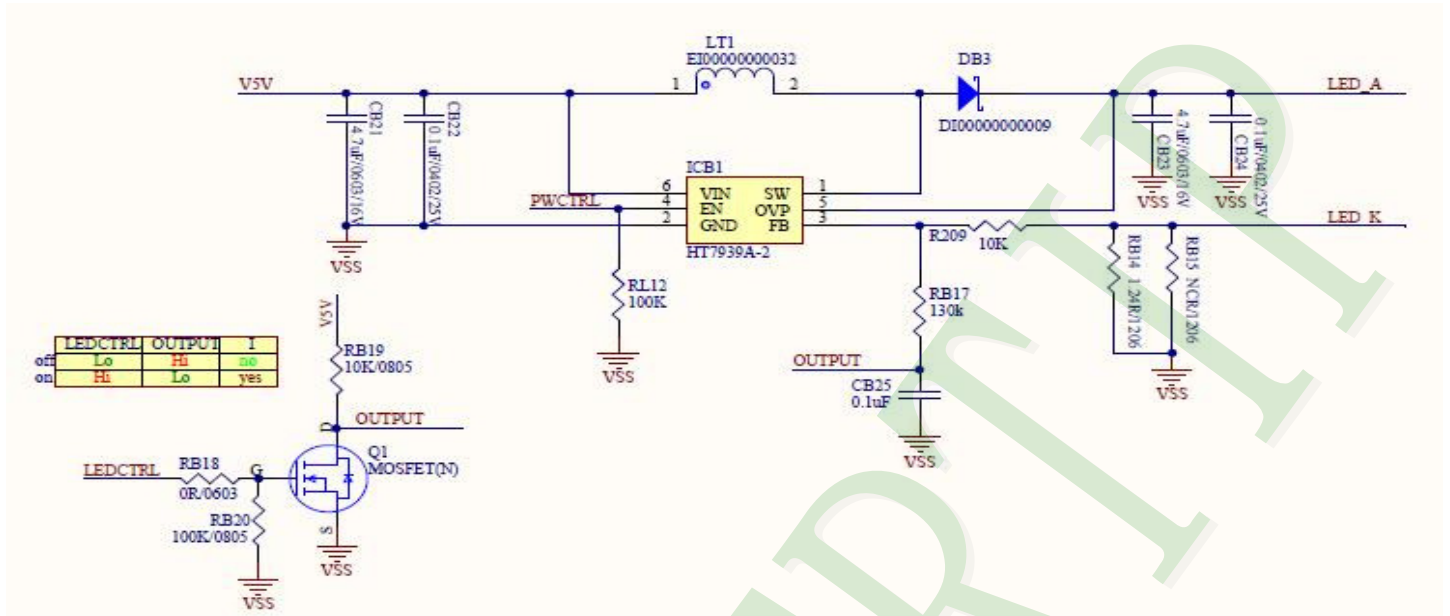 LT1
EI00000000032
DB3
V5V
1
2
LED_A
CB21
4.7uF/0603/16V
CB22
0.1uF/0402/25V
DI00000000009
4.7uF/0603/16V
CB23
0.1uF/0402/25V
CB24
ICB1
6 VIN SW 1
PWCTRL 4 EN OVP 5
2 GND FB 3
HT7939A-2
VSS
VSS
VSS
LED_K
R209
10K
RB14 1.24R/1206
RB15 NCR/1206
RL12
100K
RB17
130k
V5V
VSS
VSS
LEDCTRL OUTPUT I
off Lo Hi no
on Hi Lo yes
RB19
10K/0805
OUTPUT
CB25
0.1uF
VSS
D
OUTPUT
Q1
MOSFET(N)
LEDCTRL
RB18
G
0R/0603
RB20
100K/0805
S
VSS
VSS